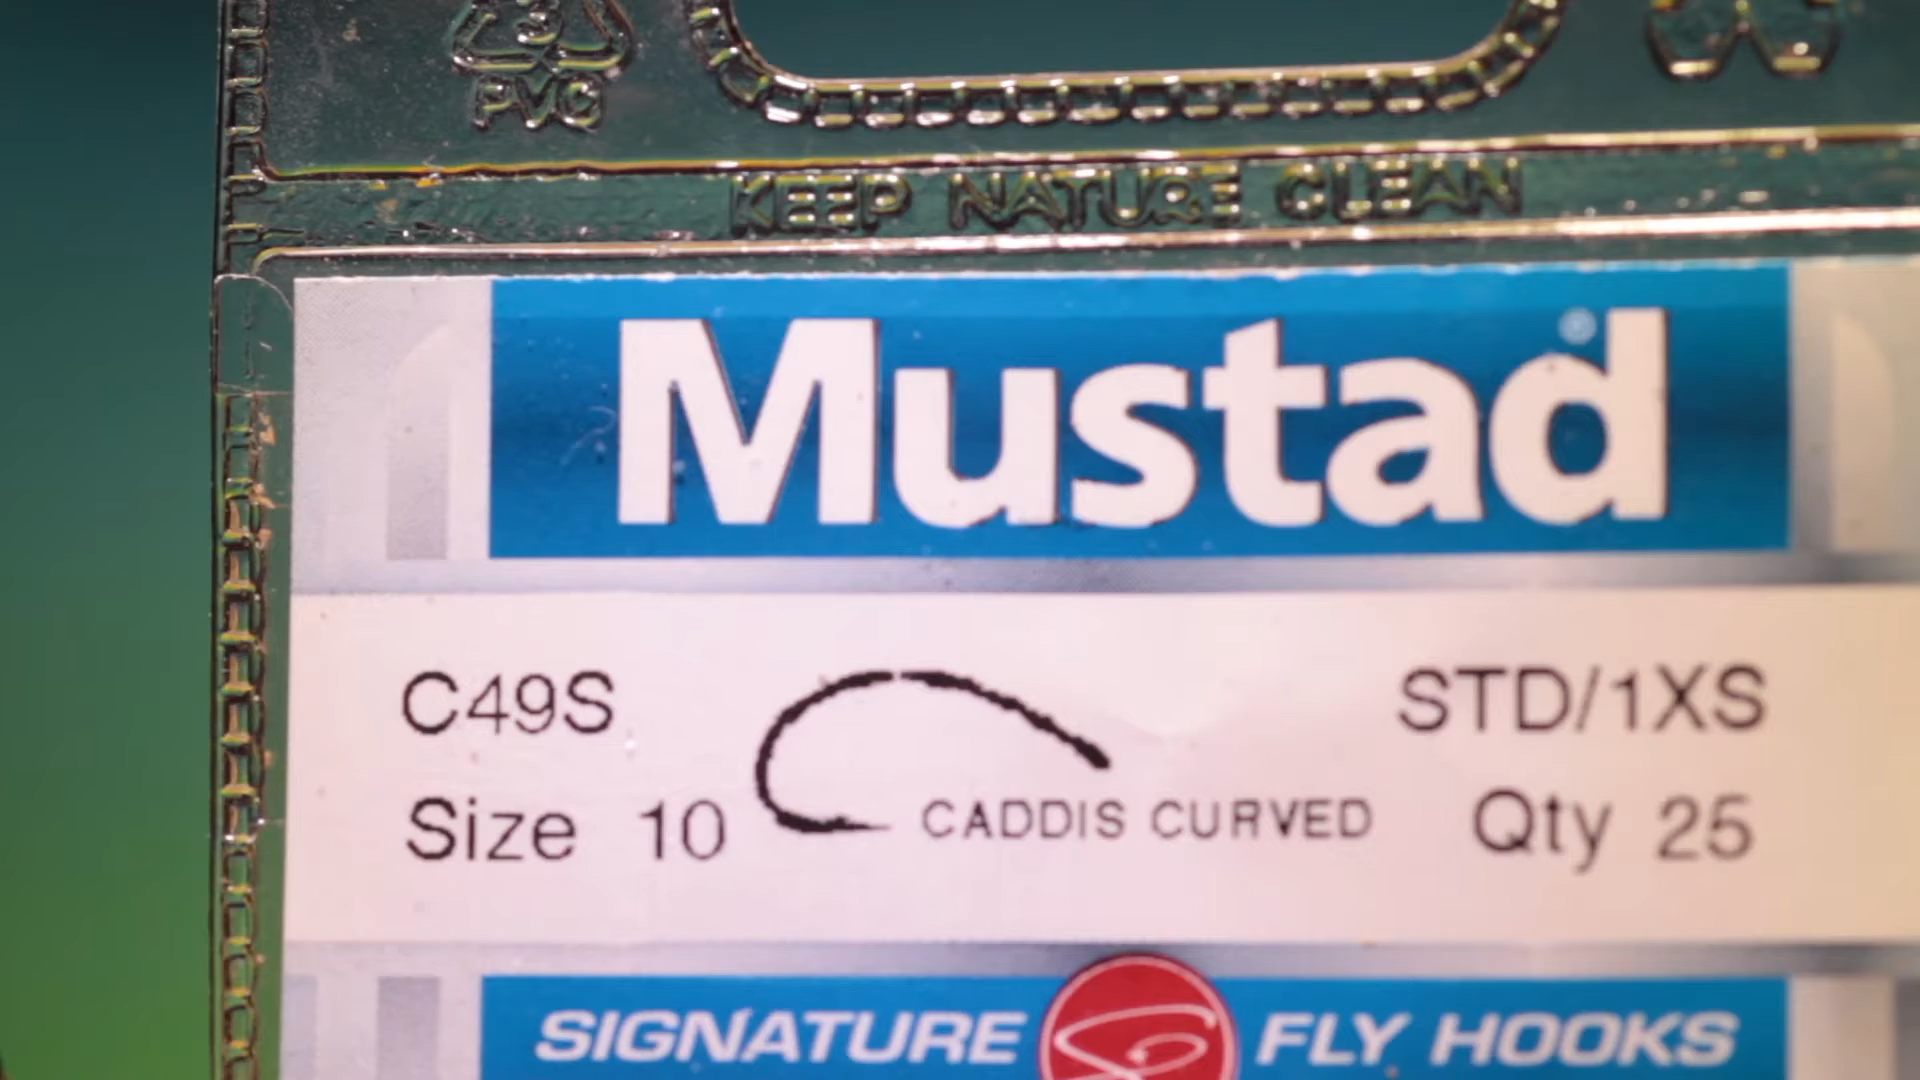 3
PVC
KEEP NATURE CLEAN
Mustad®
C49S STD/1XS
Size 10 CADDIS CURVED Qty 25
SIGNATURE S FLY HOOKS